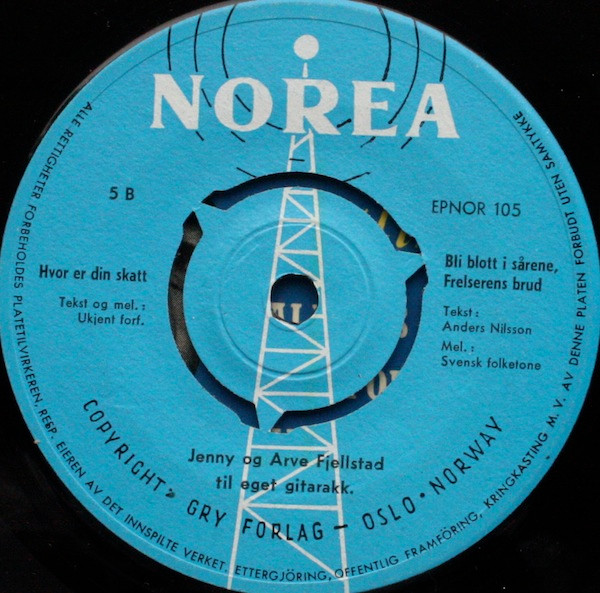 NOREA
5 B
EPNOR 105
Hvor er din skatt
Tekst og mel.:
Ukjent forf.
Bli blott i sårene,
Frelserens brud
Tekst:
Anders Nilsson
Mel.:
Svensk folketone
Jenny og Arve Fjellstad
til eget gitarakk.
COPYRIGHT: GRY FORLAG — OSLO • NORWAY
ALLE RETTIGHETER FORBEHOLDES PLATETILVIRKEREN, RESP. EIEREN AV DET INNSPILTE VERKET. ETTERGJÖRING, OFFENTLIG FRAMFÖRING, KRINGKASTING M. V. AV DENNE PLATEN FORBUDT UTEN SAMTYKKE